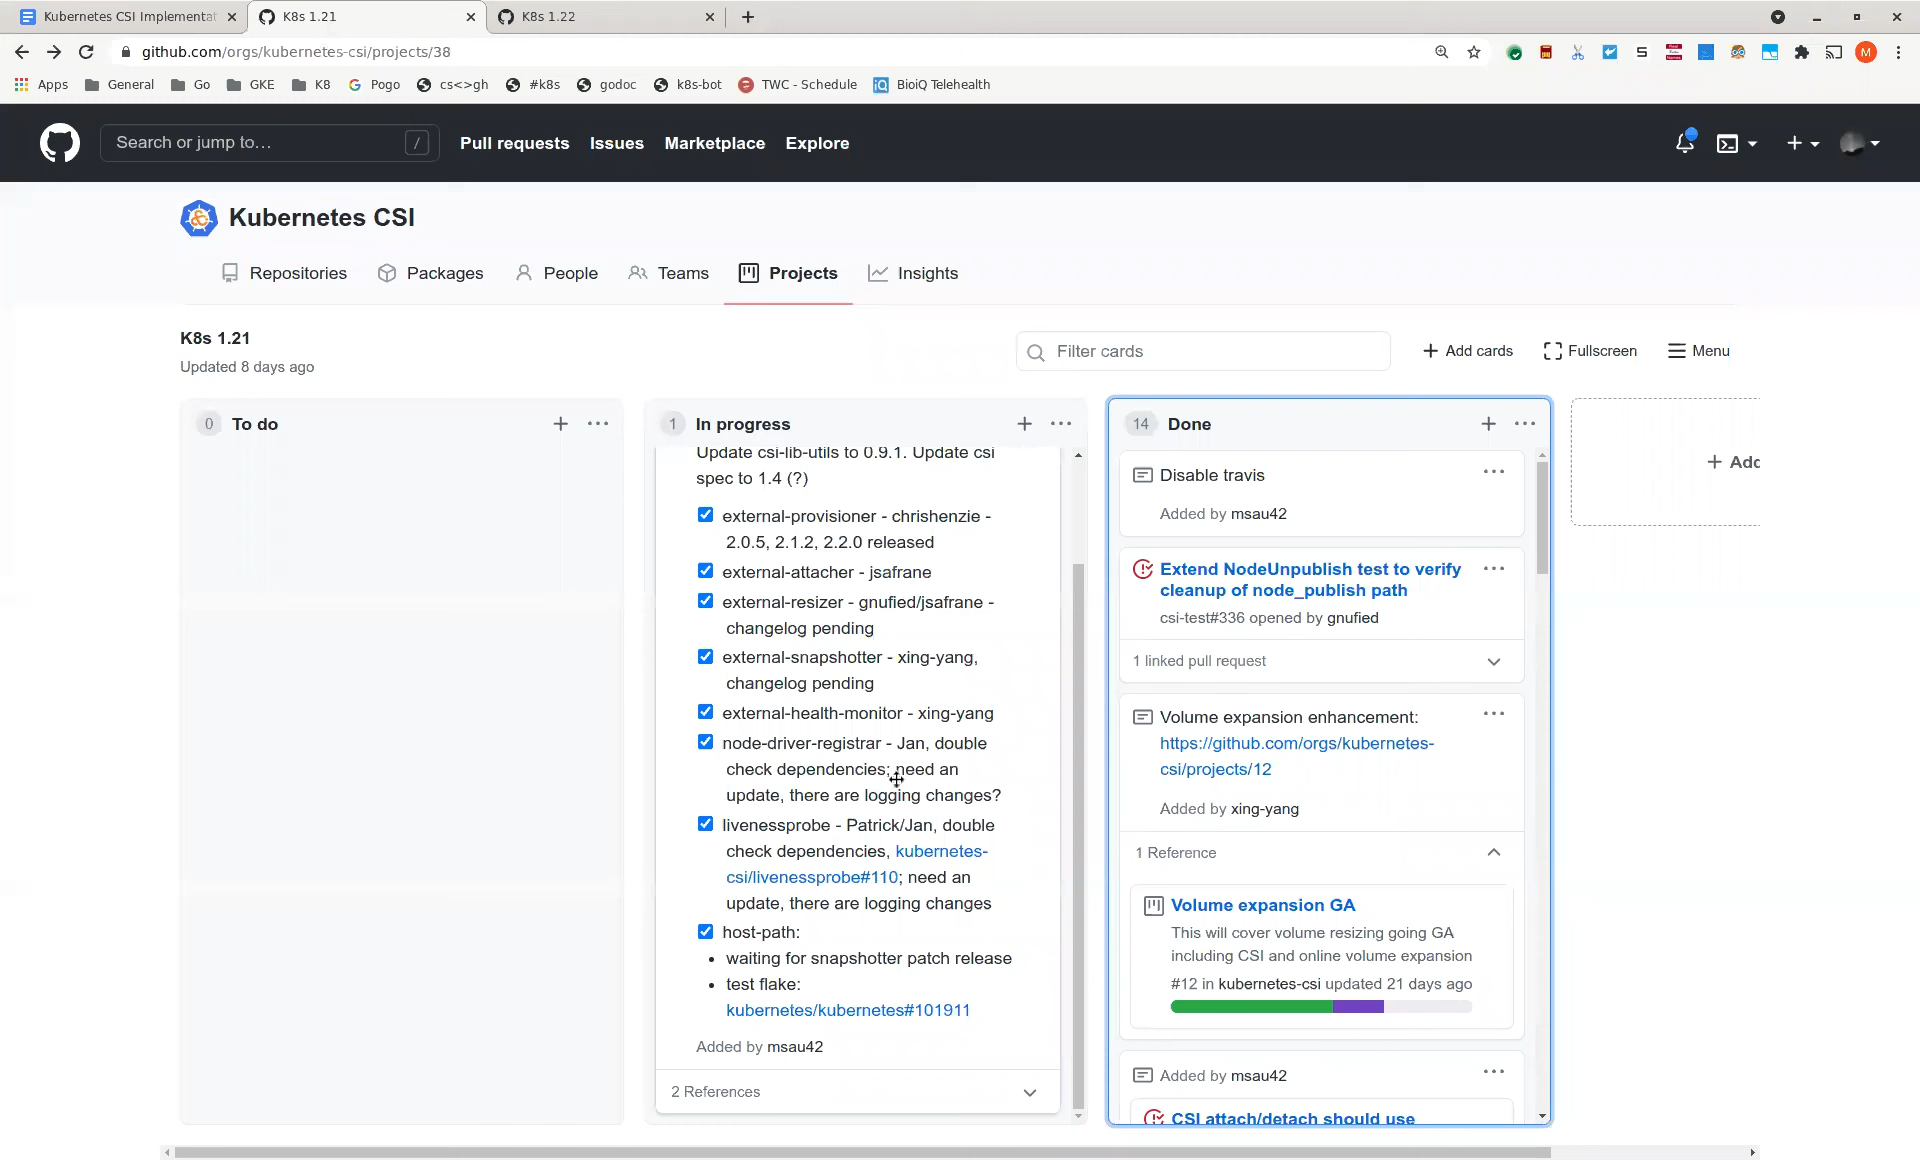 Kubernetes CSI Implementat
K8s 1.21
K8s 1.22
github.com/orgs/kubernetes-csi/projects/38
M
Apps
General
Go
GKE
K8
Pogo
cs<>gh
#k8s
godoc
k8s-bot
TWC - Schedule
BioiQ Telehealth
Search or jump to…
/
Pull requests
Issues
Marketplace
Explore
Kubernetes CSI
Repositories
Packages
People
Teams
Projects
Insights
K8s 1.21
Updated 8 days ago
Filter cards
Add cards
Fullscreen
Menu
0 To do
1 In progress
Update csi-lib-utils to 0.9.1. Update csi
spec to 1.4 (?)
external-provisioner - chrishenzie -
2.0.5, 2.1.2, 2.2.0 released
external-attacher - jsafrane
external-resizer - gnufied/jsafrane -
changelog pending
external-snapshotter - xing-yang,
changelog pending
external-health-monitor - xing-yang
node-driver-registrar - Jan, double
check dependencies; need an
update, there are logging changes?
livenessprobe - Patrick/Jan, double
check dependencies, kubernetes-
csi/livenessprobe#110; need an
update, there are logging changes
host-path:
• waiting for snapshotter patch release
• test flake:
kubernetes/kubernetes#101911
Added by msau42
2 References
14 Done
Disable travis
Added by msau42
Extend NodeUnpublish test to verify
cleanup of node_publish path
csi-test#336 opened by gnufied
1 linked pull request
Volume expansion enhancement:
https://github.com/orgs/kubernetes-
csi/projects/12
Added by xing-yang
1 Reference
Volume expansion GA
This will cover volume resizing going GA
including CSI and online volume expansion
#12 in kubernetes-csi updated 21 days ago
Added by msau42
CSI attach/detach should use
+ Add